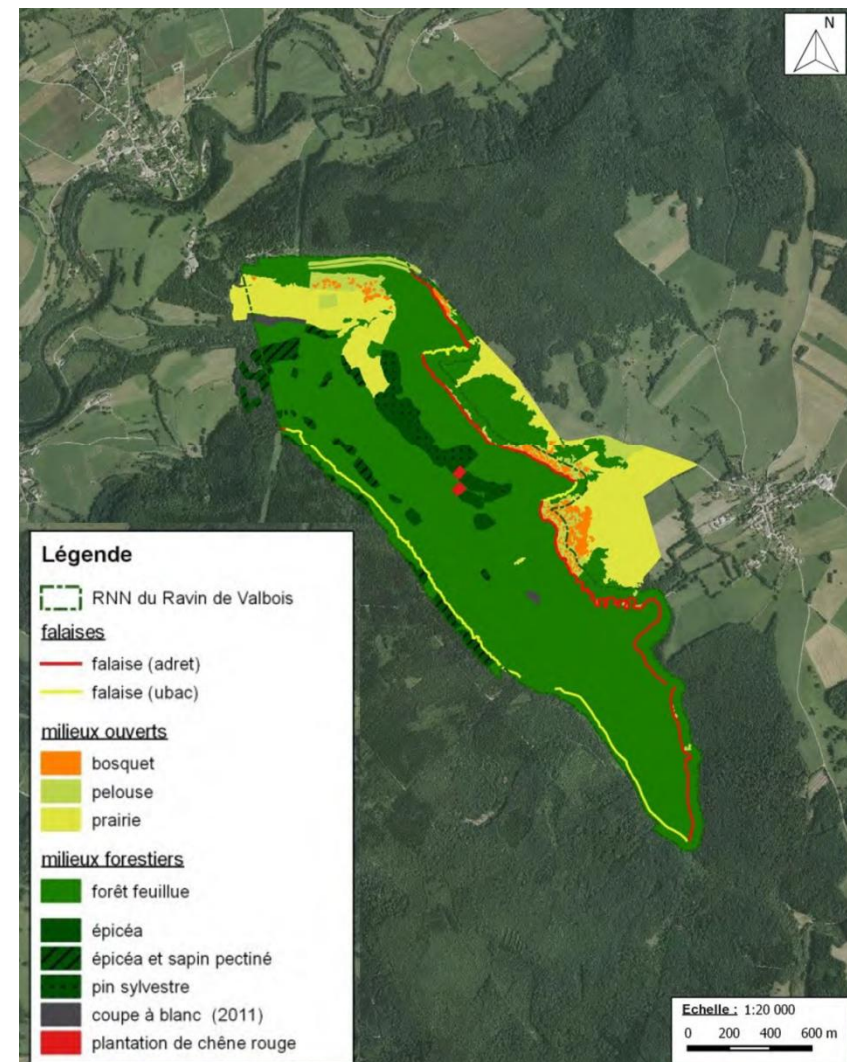 N
Légende
RNN du Ravin de Valbois
falaises
falaise (adret)
falaise (ubac)
milieux ouverts
bosquet
pelouse
prairie
milieux forestiers
forêt feuillue
épicéa
épicéa et sapin pectiné
pin sylvestre
coupe à blanc (2011)
plantation de chêne rouge
Echelle : 1:20 000
0 200 400 600 m